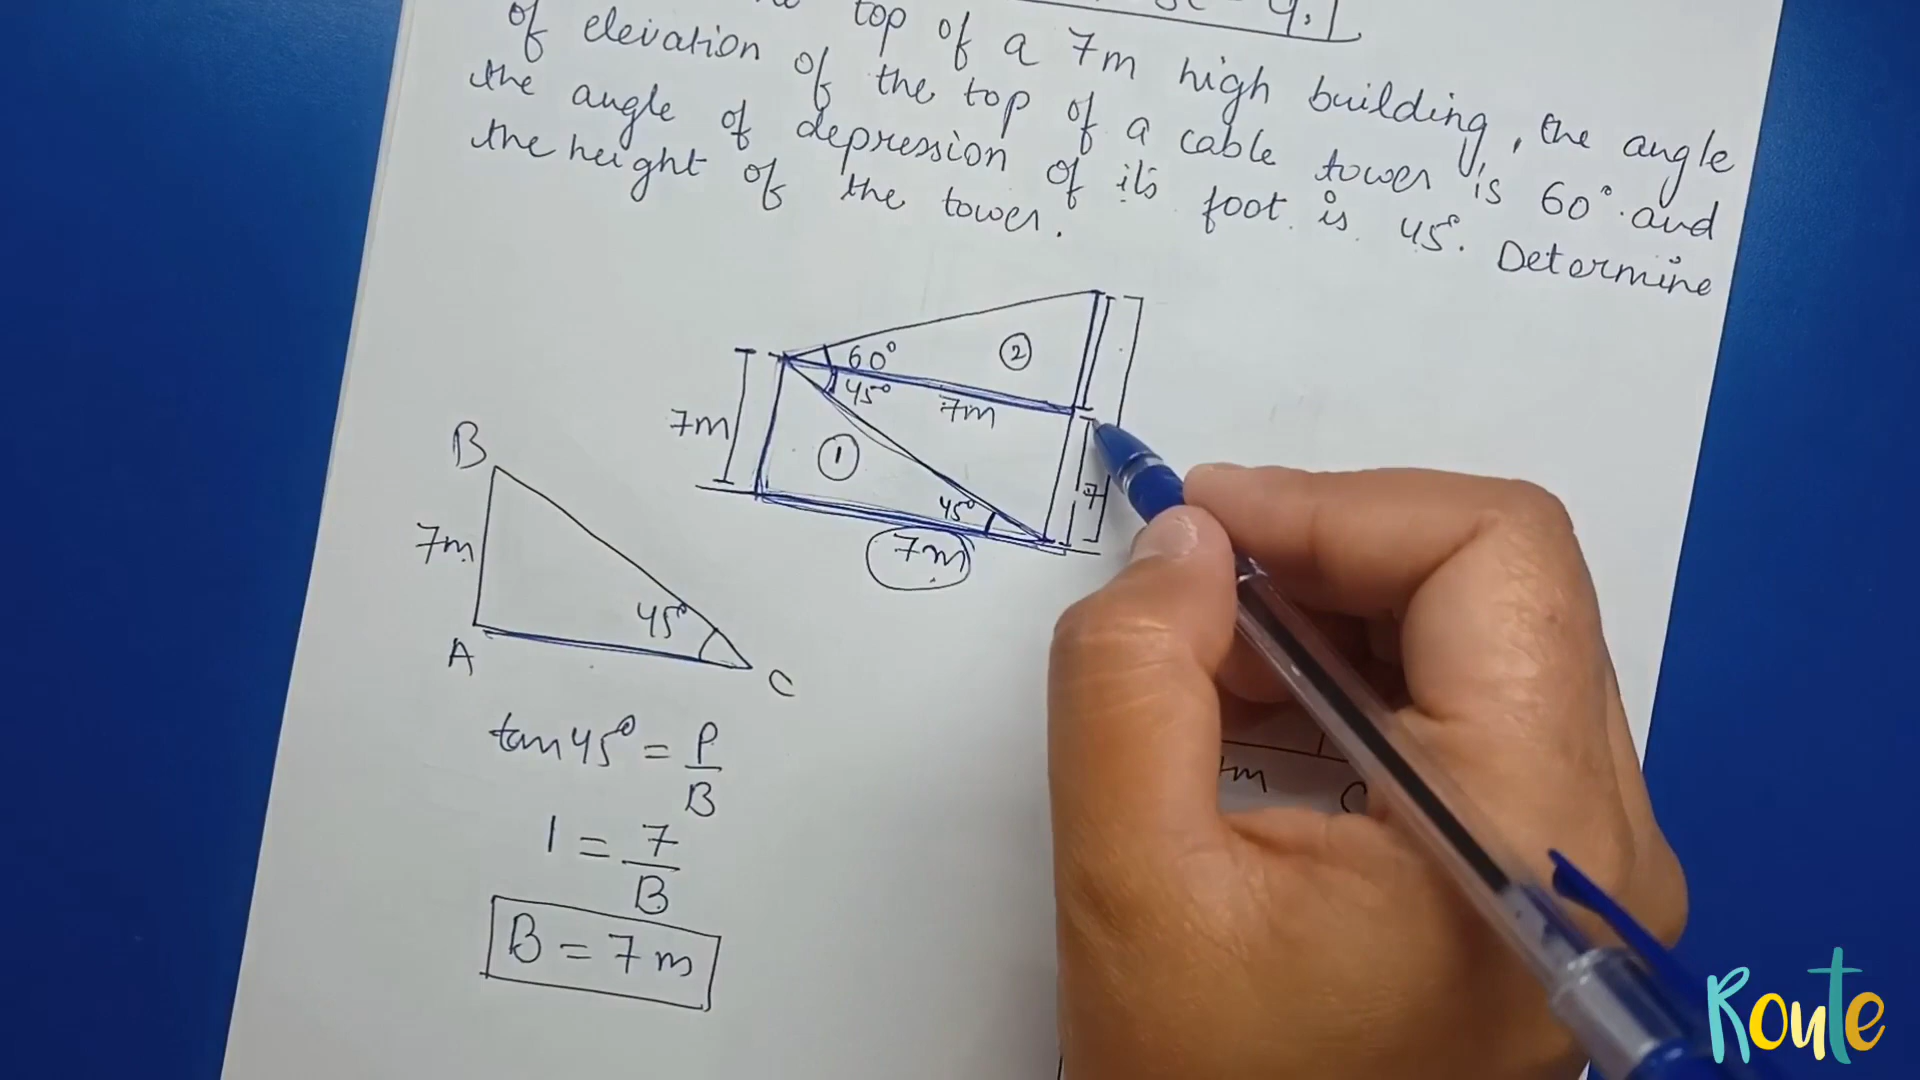 top of a 7m high building, the angle
of elevation of the top of a cable tower is 60° and
the angle of depression of its foot is 45°. Determine
the height of the tower.
60°
45°
2
7m
7m
1
45°
7
7m
B
7m
45°
A
C
tan 45° = P/B
1 = 7/B
B = 7m
m
C
Route